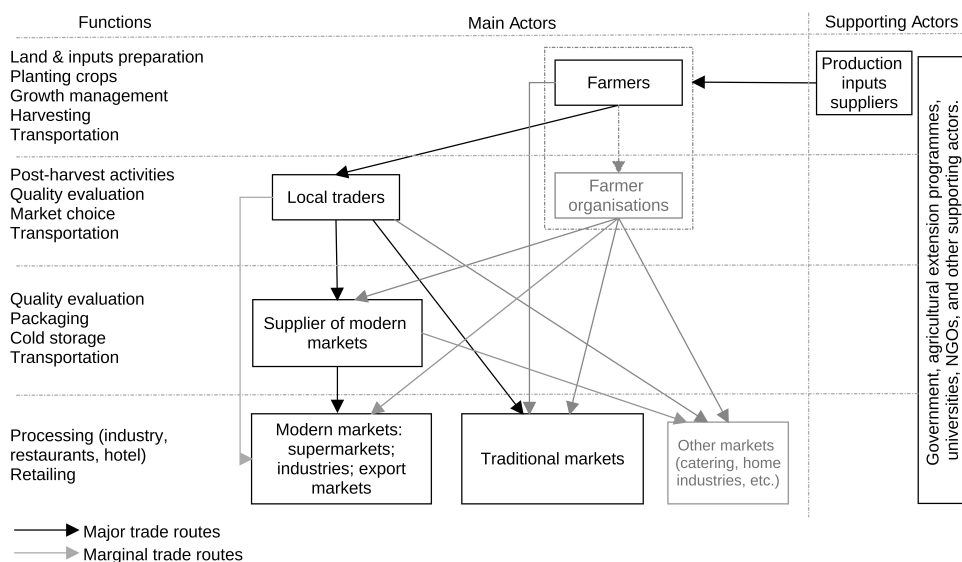 Functions
Main Actors
Supporting Actors
Land & inputs preparation
Planting crops
Growth management
Harvesting
Transportation
Farmers
Production
inputs
suppliers
Post-harvest activities
Quality evaluation
Market choice
Transportation
Local traders
Farmer
organisations
Quality evaluation
Packaging
Cold storage
Transportation
Supplier of modern
markets
Processing (industry,
restaurants, hotel)
Retailing
Modern markets:
supermarkets;
industries; export
markets
Traditional markets
Other markets
(catering, home
industries, etc.)
Government, agricultural extension programmes,
universities, NGOs, and other supporting actors.
Major trade routes
Marginal trade routes